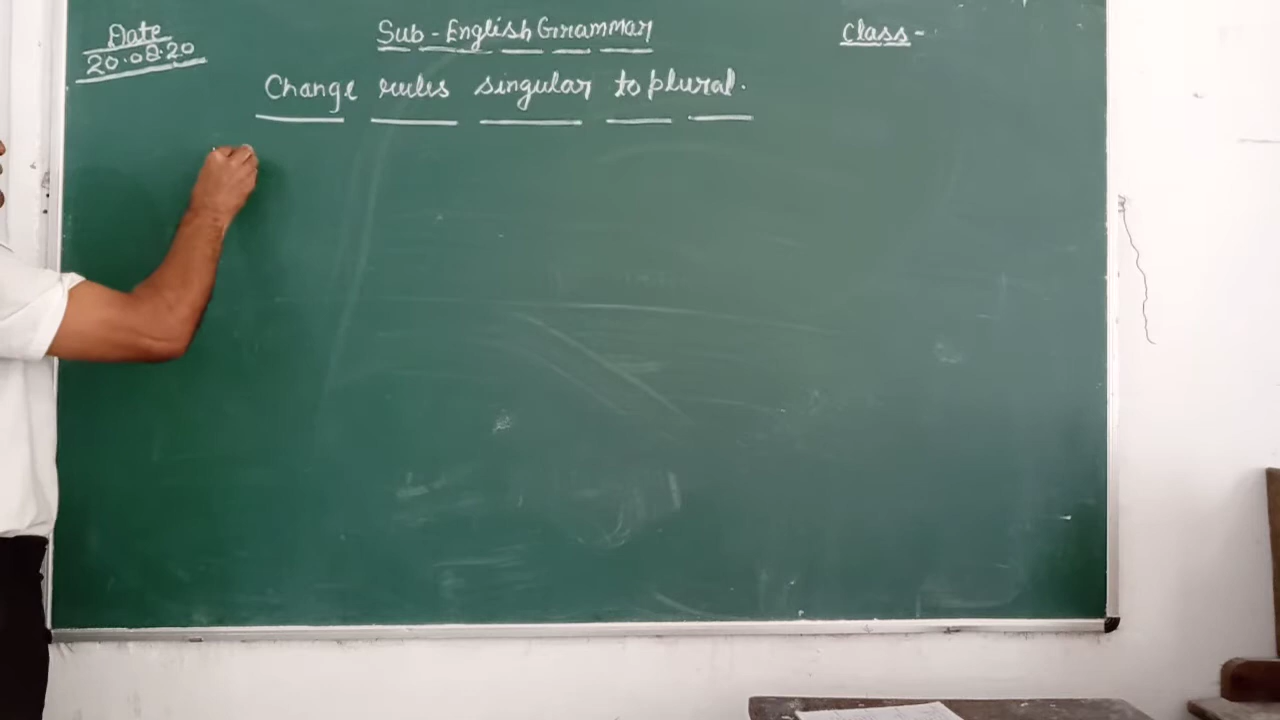 Date
20.08.20
Sub - English Grammar
Class -
Change rules singular to plural.